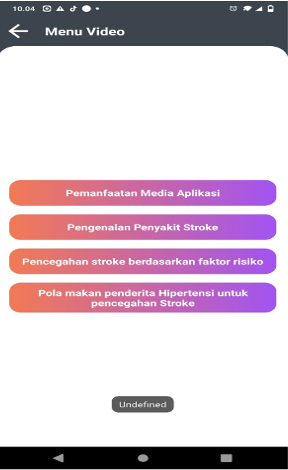 10.04
Menu Video
Pemanfaatan Media Aplikasi
Pengenalan Penyakit Stroke
Pencegahan stroke berdasarkan faktor risiko
Pola makan penderita Hipertensi untuk
pencegahan Stroke
Undefined